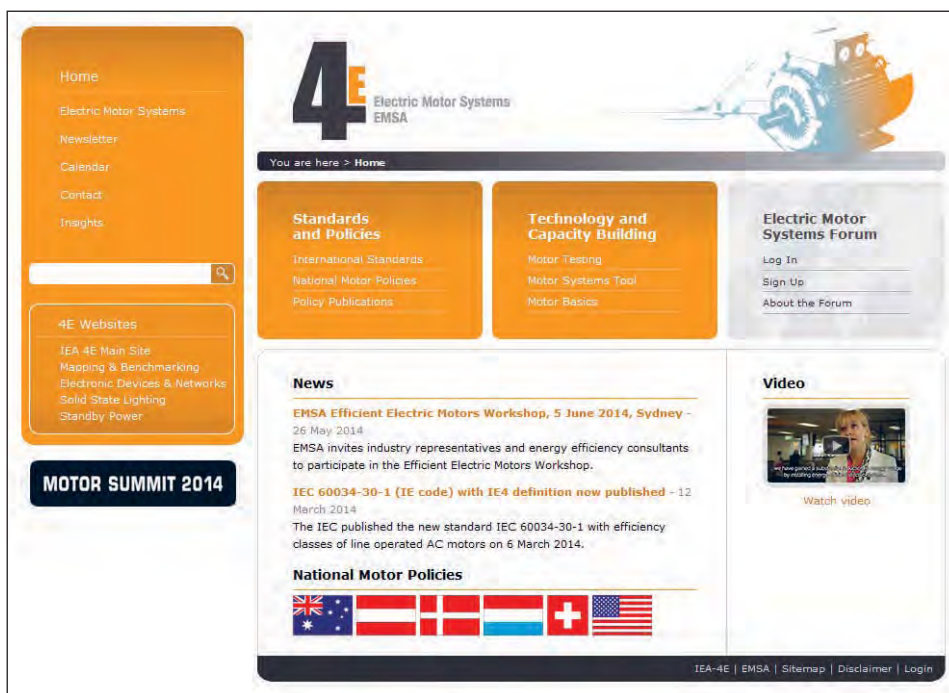 Home
Electric Motor Systems
Newsletter
Calendar
Contact
Insights
4E Websites
IEA 4E Main Site
Mapping & Benchmarking
Electronic Devices & Networks
Solid State Lighting
Standby Power
MOTOR SUMMIT 2014
4E
Electric Motor Systems
EMSA
You are here > Home
Standards
and Policies
International Standards
National Motor Policies
Policy Publications
Technology and
Capacity Building
Motor Testing
Motor Systems Tool
Motor Basics
Electric Motor
Systems Forum
Log In
Sign Up
About the Forum
News
EMSA Efficient Electric Motors Workshop, 5 June 2014, Sydney -
26 May 2014
EMSA invites industry representatives and energy efficiency consultants
to participate in the Efficient Electric Motors Workshop.
IEC 60034-30-1 (IE code) with IE4 definition now published - 12
March 2014
The IEC published the new standard IEC 60034-30-1 with efficiency
classes of line operated AC motors on 6 March 2014.
National Motor Policies
Video
we have gained a substantial
by installing
Watch video
IEA-4E | EMSA | Sitemap | Disclaimer | Login